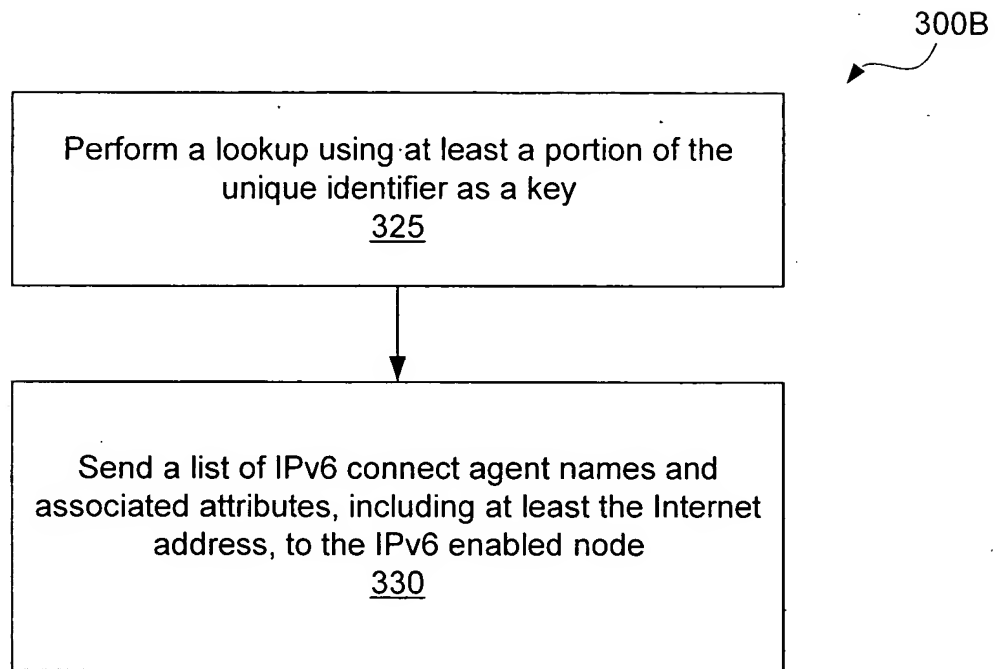 300B
Perform a lookup using at least a portion of the
unique identifier as a key
325
Send a list of IPv6 connect agent names and
associated attributes, including at least the Internet
address, to the IPv6 enabled node
330